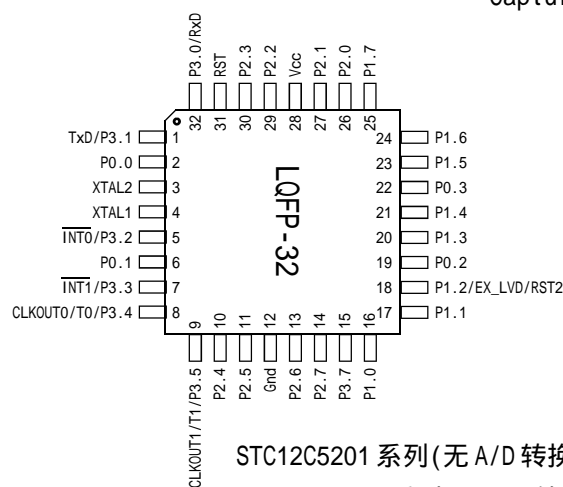 Captu
P3.0/RxD
RST
P2.3
P2.2
Vcc
P2.1
P2.0
P1.7
32 31 30 29 28 27 26 25
TxD/P3.1 1
P0.0 2
XTAL2 3
XTAL1 4
INT0/P3.2 5
P0.1 6
INT1/P3.3 7
CLKOUT0/T0/P3.4 8
LQFP-32
24 P1.6
23 P1.5
22 P0.3
21 P1.4
20 P1.3
19 P0.2
18 P1.2/EX_LVD/RST2
17 P1.1
9 10 11 12 13 14 15 16
CLKOUT1/T1/P3.5
P2.4
P2.5
Gnd
P2.6
P2.7
P3.7
P1.0
STC12C5201 系列(无 A/D 转换